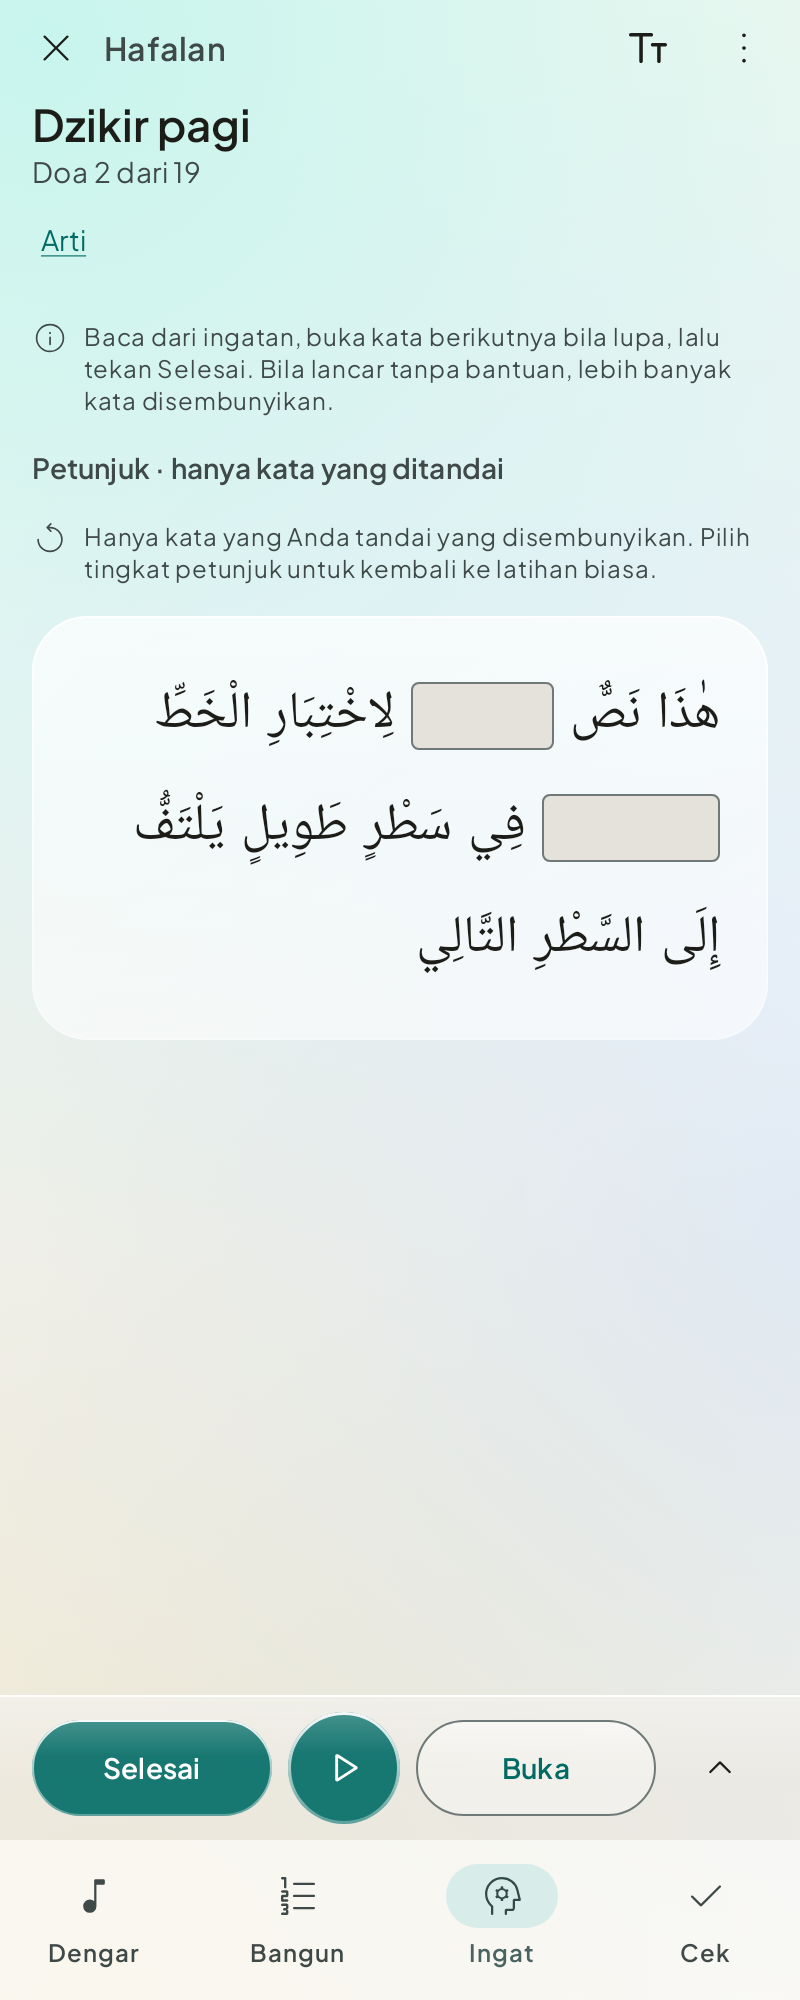 Hafalan
Dzikir pagi
Doa 2 dari 19
Arti
Baca dari ingatan, buka kata berikutnya bila lupa, lalu
tekan Selesai. Bila lancar tanpa bantuan, lebih banyak
kata disembunyikan.
Petunjuk · hanya kata yang ditandai
Hanya kata yang Anda tandai yang disembunyikan. Pilih
tingkat petunjuk untuk kembali ke latihan biasa.
هٰذَا نَصٌّ لِاخْتِبَارِ الْخَطِّ
فِي سَطْرٍ طَوِيلٍ يَلْتَفُّ
إِلَى السَّطْرِ التَّالِي
Selesai
Buka
Dengar
Bangun
Ingat
Cek